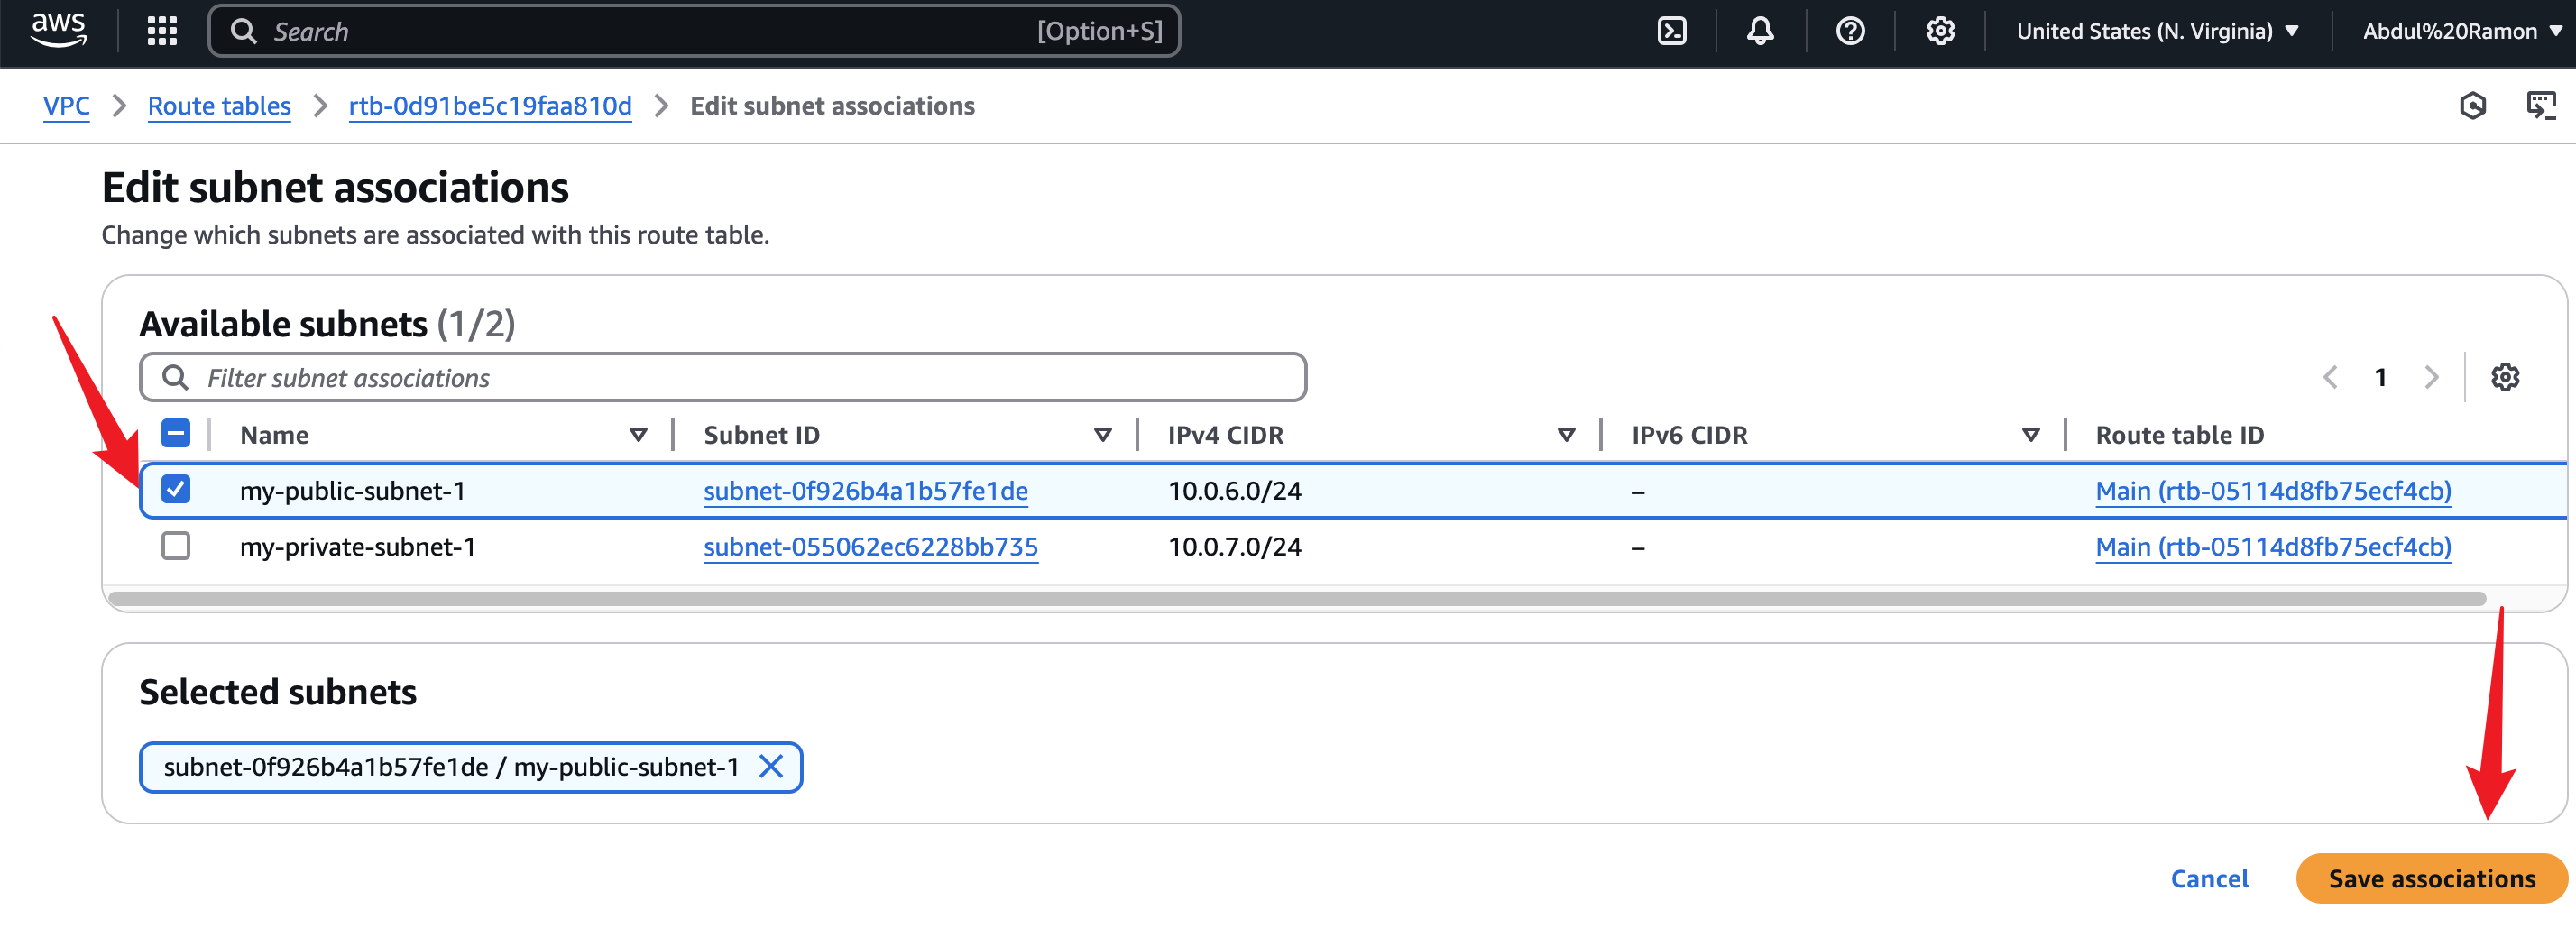 aws Search [Option+S] United States (N. Virginia) Abdul%20Ramon
VPC Route tables rtb-0d91be5c19faa810d Edit subnet associations
Edit subnet associations
Change which subnets are associated with this route table.
Available subnets (1/2)
Filter subnet associations 1
Name Subnet ID IPv4 CIDR IPv6 CIDR Route table ID
my-public-subnet-1 subnet-0f926b4a1b57fe1de 10.0.6.0/24 – Main (rtb-05114d8fb75ecf4cb)
my-private-subnet-1 subnet-055062ec6228bb735 10.0.7.0/24 – Main (rtb-05114d8fb75ecf4cb)
Selected subnets
subnet-0f926b4a1b57fe1de / my-public-subnet-1
Cancel Save associations